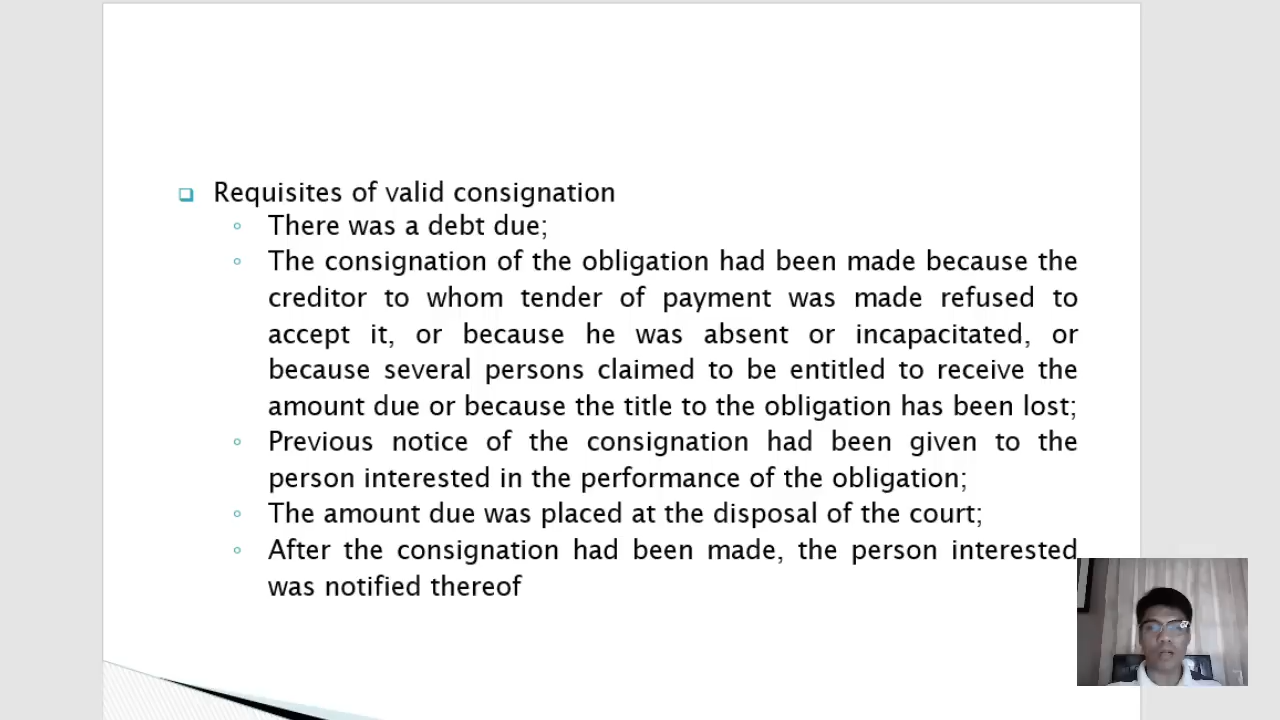 Requisites of valid consignation
There was a debt due;
The consignation of the obligation had been made because the
creditor to whom tender of payment was made refused to
accept it, or because he was absent or incapacitated, or
because several persons claimed to be entitled to receive the
amount due or because the title to the obligation has been lost;
Previous notice of the consignation had been given to the
person interested in the performance of the obligation;
The amount due was placed at the disposal of the court;
After the consignation had been made, the person interested
was notified thereof